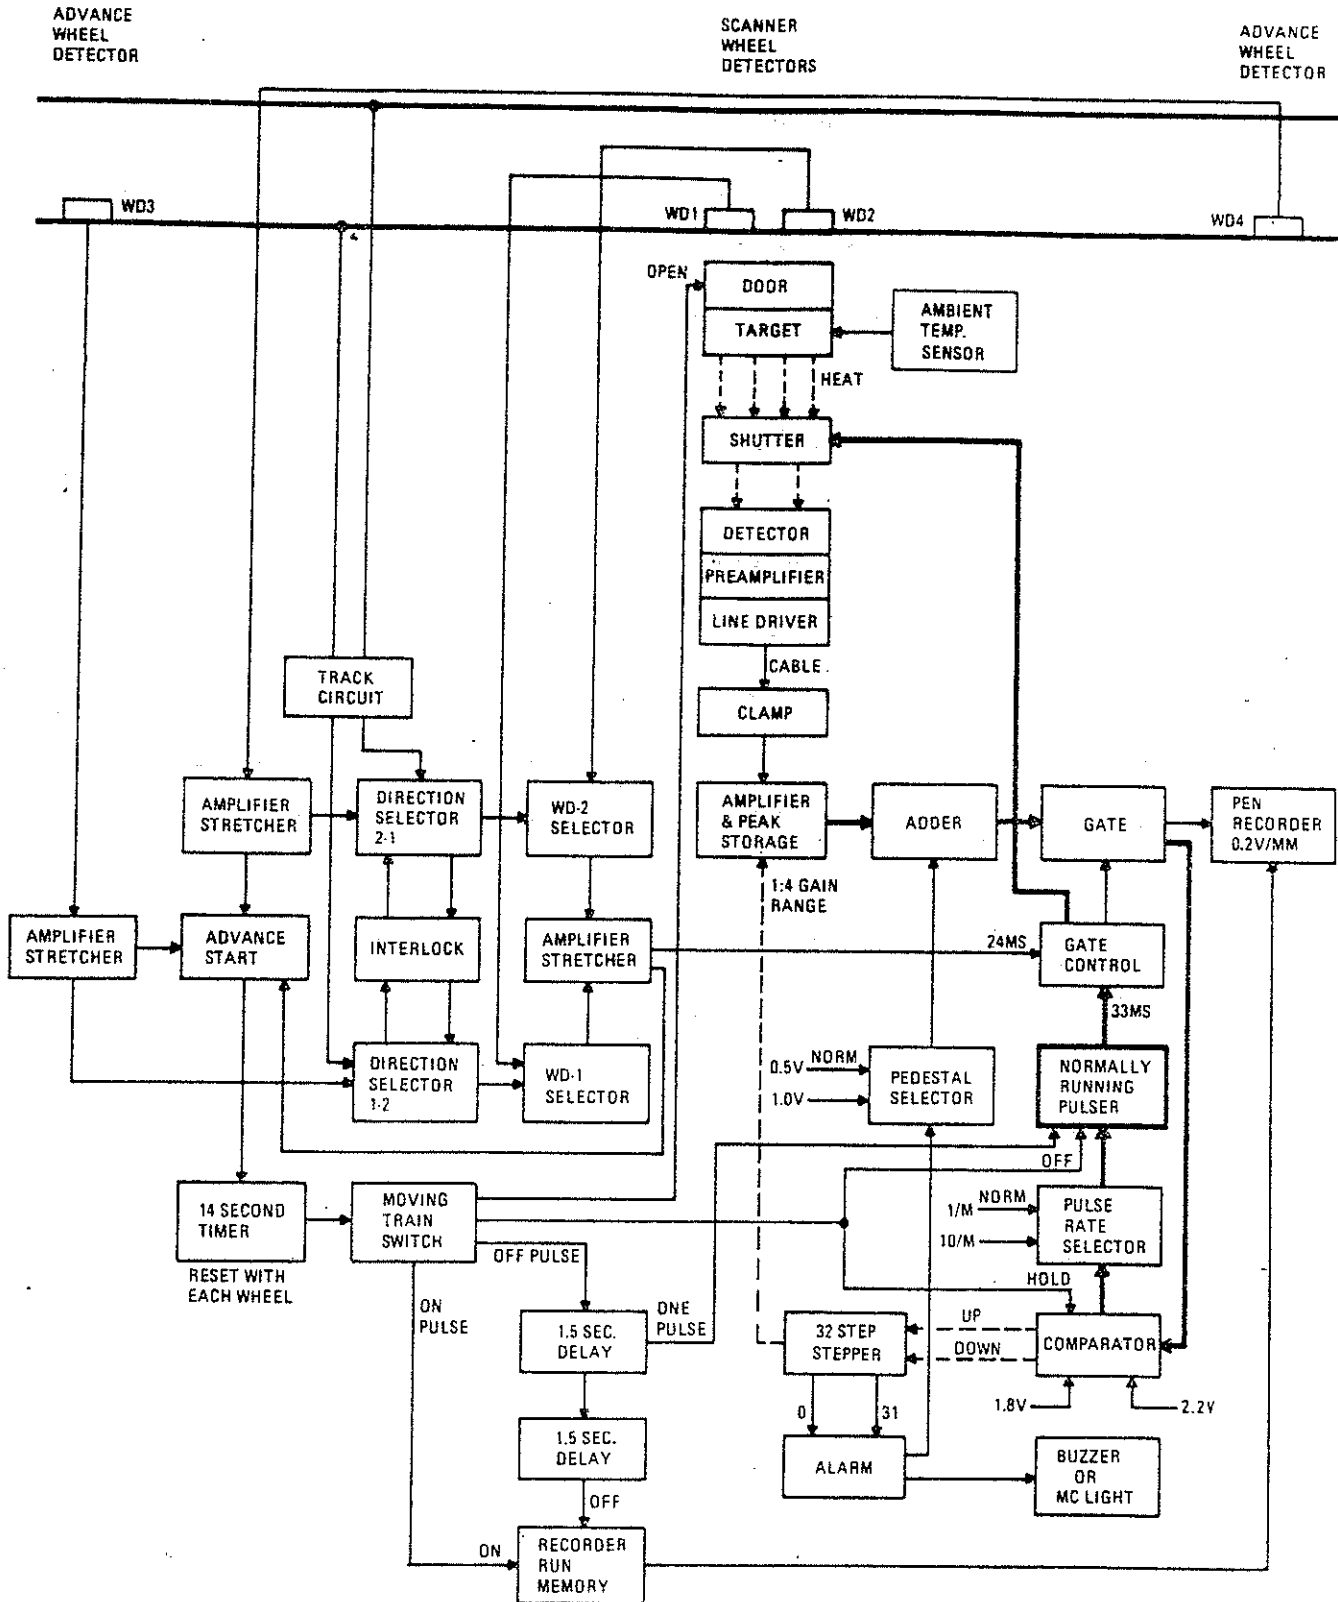 ADVANCE
WHEEL
DETECTOR
SCANNER
WHEEL
DETECTORS
ADVANCE
WHEEL
DETECTOR
WD3
WD1
WD2
WD4
OPEN
DOOR
TARGET
AMBIENT
TEMP.
SENSOR
HEAT
SHUTTER
DETECTOR
PREAMPLIFIER
LINE DRIVER
CABLE
TRACK
CIRCUIT
CLAMP
AMPLIFIER
STRETCHER
DIRECTION
SELECTOR
2-1
WD-2
SELECTOR
AMPLIFIER
& PEAK
STORAGE
ADDER
GATE
PEN
RECORDER
0.2V/MM
1:4 GAIN
RANGE
AMPLIFIER
STRETCHER
ADVANCE
START
INTERLOCK
AMPLIFIER
STRETCHER
24MS
GATE
CONTROL
33MS
DIRECTION
SELECTOR
1-2
WD-1
SELECTOR
0.5V
NORM
1.0V
PEDESTAL
SELECTOR
NORMALLY
RUNNING
PULSER
OFF
14 SECOND
TIMER
MOVING
TRAIN
SWITCH
NORM
1/M
10/M
PULSE
RATE
SELECTOR
OFF PULSE
RESET WITH
EACH WHEEL
HOLD
ON
PULSE
1.5 SEC.
DELAY
ONE
PULSE
32 STEP
STEPPER
UP
DOWN
COMPARATOR
1.8V
2.2V
0
31
1.5 SEC.
DELAY
ALARM
BUZZER
OR
MC LIGHT
OFF
ON
RECORDER
RUN
MEMORY